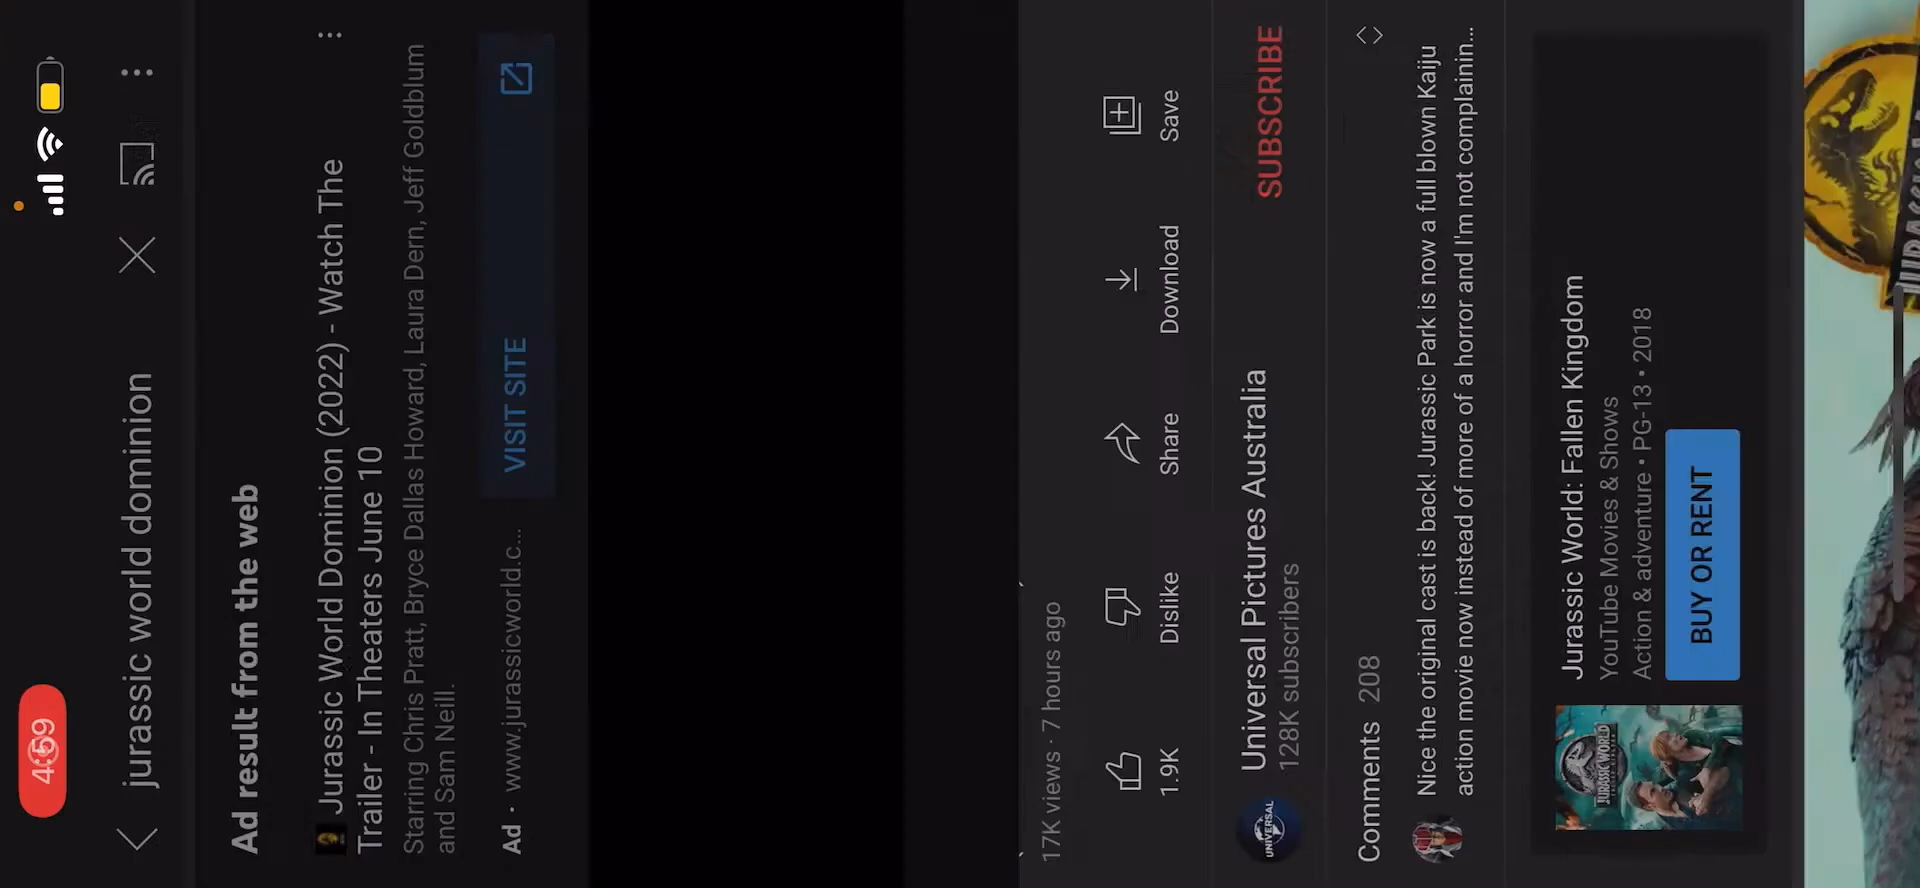 4:59
jurassic world dominion
Ad result from the web
Jurassic World Dominion (2022) - Watch The
Trailer - In Theaters June 10
Starring Chris Pratt, Bryce Dallas Howard, Laura Dern, Jeff Goldblum
and Sam Neill.
Ad · www.jurassicworld.c...
VISIT SITE
17K views · 7 hours ago
1.9K
Dislike
Share
Download
Save
UNIVERSAL
Universal Pictures Australia
128K subscribers
SUBSCRIBE
Comments 208
Nice the original cast is back! Jurassic Park is now a full blown Kaiju
action movie now instead of more of a horror and I'm not complainin...
JURASSIC WORLD
Jurassic World: Fallen Kingdom
YouTube Movies & Shows
Action & adventure • PG-13 • 2018
BUY OR RENT